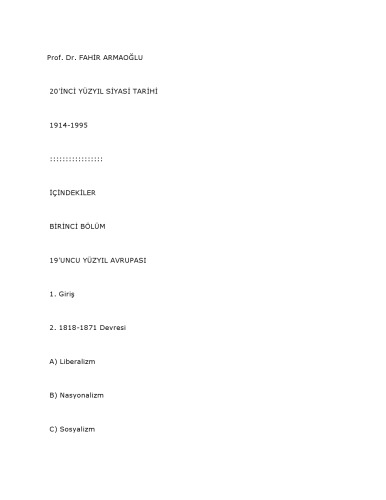 Prof. Dr. FAHİR ARMAOĞLU
20'İNCİ YÜZYIL SİYASİ TARİHİ
1914-1995
:::::::::::::::::
İÇİNDEKİLER
BİRİNCİ BÖLÜM
19'UNCU YÜZYIL AVRUPASI
1. Giriş
2. 1818-1871 Devresi
A) Liberalizm
B) Nasyonalizm
C) Sosyalizm